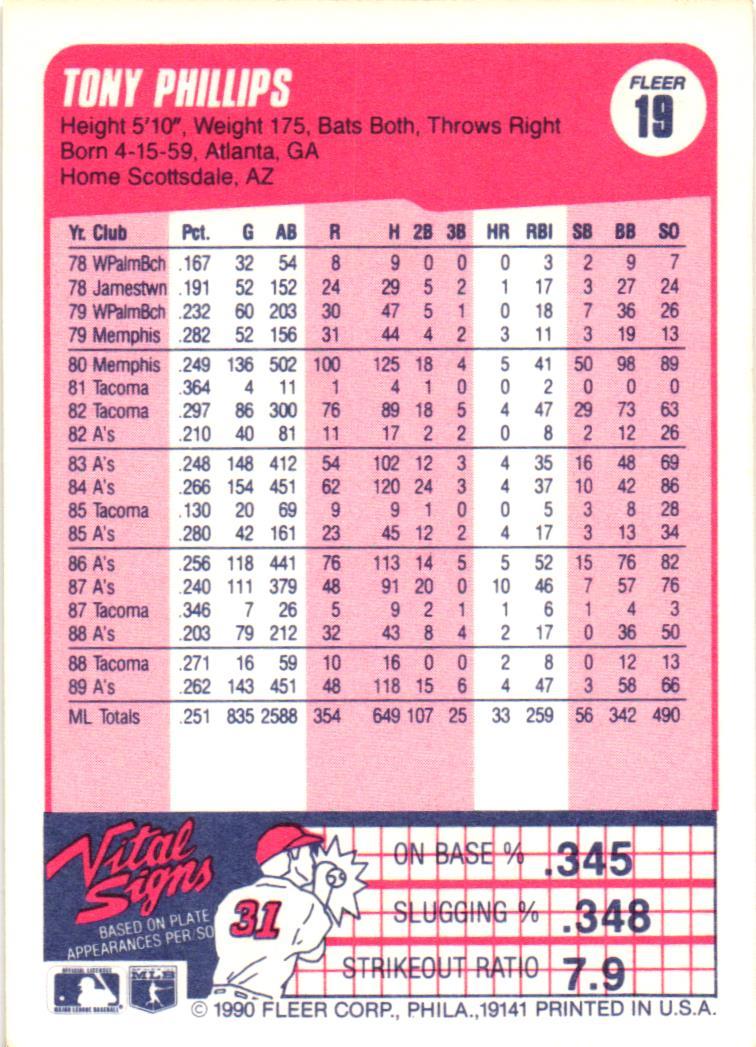 TONY PHILLIPS
FLEER
19
Height 5'10", Weight 175, Bats Both, Throws Right
Born 4-15-59, Atlanta, GA
Home Scottsdale, AZ
Yr. Club Pct. G AB R H 2B 3B HR RBI SB BB SO
78 WPalmBch .167 32 54 8 9 0 0 0 3 2 9 7
78 Jamestwn .191 52 152 24 29 5 2 1 17 3 27 24
79 WPalmBch .232 60 203 30 47 5 1 0 18 7 36 26
79 Memphis .282 52 156 31 44 4 2 3 11 3 19 13
80 Memphis .249 136 502 100 125 18 4 5 41 50 98 89
81 Tacoma .364 4 11 1 4 1 0 0 2 0 0 0
82 Tacoma .297 86 300 76 89 18 5 4 47 29 73 63
82 A's .210 40 81 11 17 2 2 0 8 2 12 26
83 A's .248 148 412 54 102 12 3 4 35 16 48 69
84 A's .266 154 451 62 120 24 3 4 37 10 42 86
85 Tacoma .130 20 69 9 9 1 0 0 5 3 8 28
85 A's .280 42 161 23 45 12 2 4 17 3 13 34
86 A's .256 118 441 76 113 14 5 5 52 15 76 82
87 A's .240 111 379 48 91 20 0 10 46 7 57 76
87 Tacoma .346 7 26 5 9 2 1 1 6 1 4 3
88 A's .203 79 212 32 43 8 4 2 17 0 36 50
88 Tacoma .271 16 59 10 16 0 0 2 8 0 12 13
89 A's .262 143 451 48 118 15 6 4 47 3 58 66
ML Totals .251 835 2588 354 649 107 25 33 259 56 342 490
Vital
Signs
BASED ON PLATE
APPEARANCES PER/SO
31
ON BASE % .345
SLUGGING % .348
STRIKEOUT RATIO 7.9
OFFICIAL LICENSEE
MAJOR LEAGUE BASEBALL
MLB
© 1990 FLEER CORP., PHILA.,19141 PRINTED IN U.S.A.